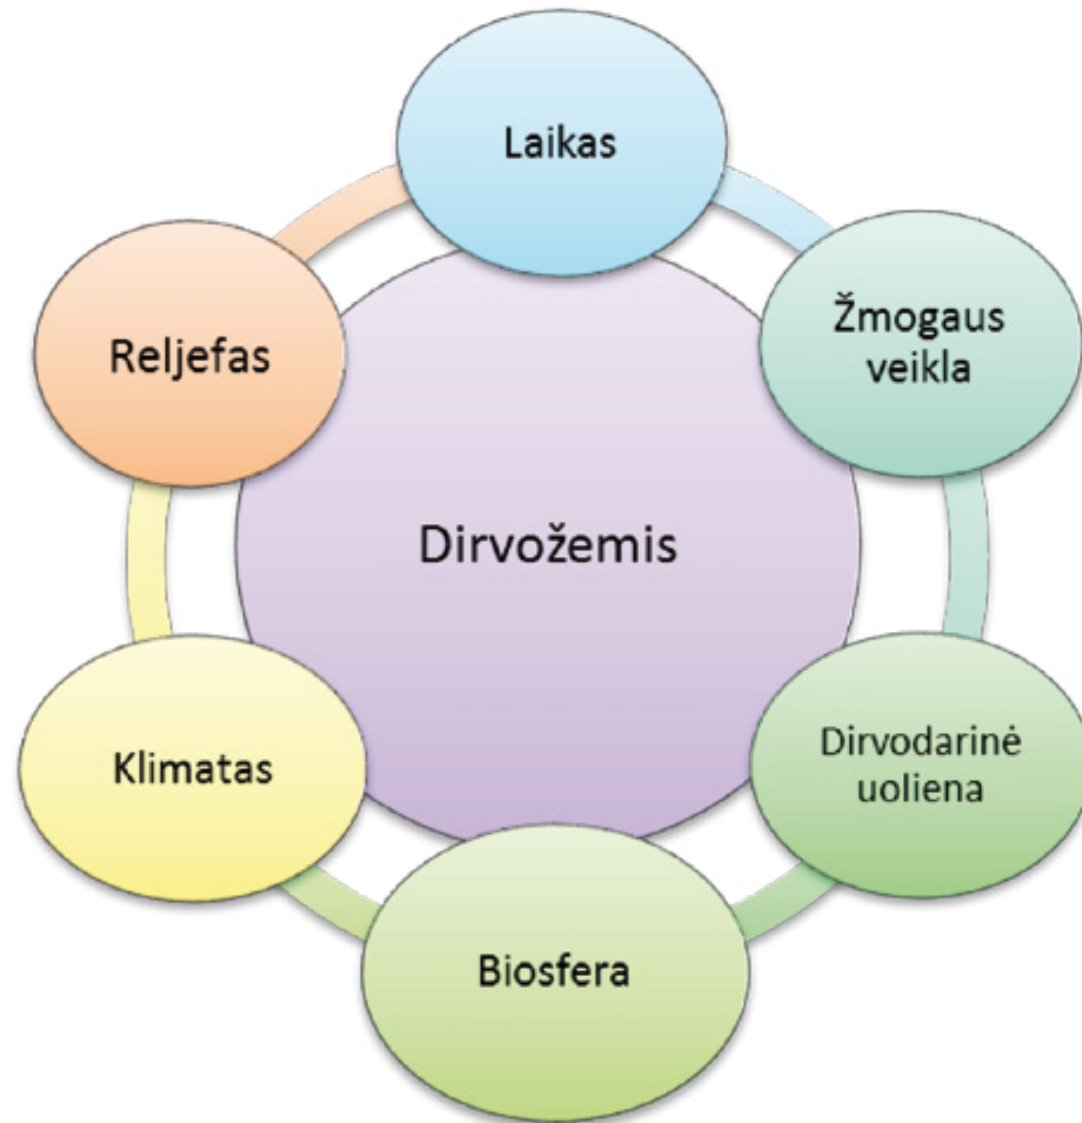 Laikas
Žmogaus
veikla
Reljefas
Dirvožemis
Klimatas
Dirvodarinė
uoliena
Biosfera